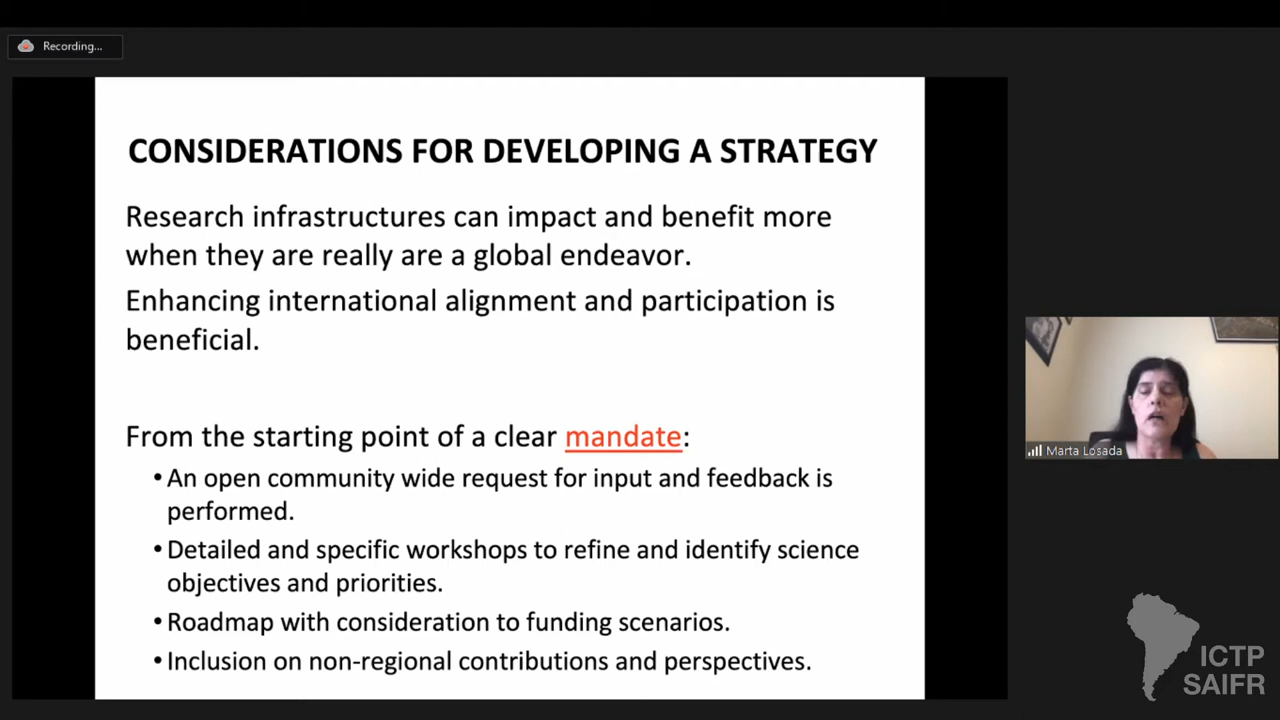 Recording...
CONSIDERATIONS FOR DEVELOPING A STRATEGY
Research infrastructures can impact and benefit more
when they are really are a global endeavor.
Enhancing international alignment and participation is
beneficial.
From the starting point of a clear mandate:
•An open community wide request for input and feedback is
performed.
•Detailed and specific workshops to refine and identify science
objectives and priorities.
•Roadmap with consideration to funding scenarios.
•Inclusion on non-regional contributions and perspectives.
Marta Losada
ICTP
SAIFR